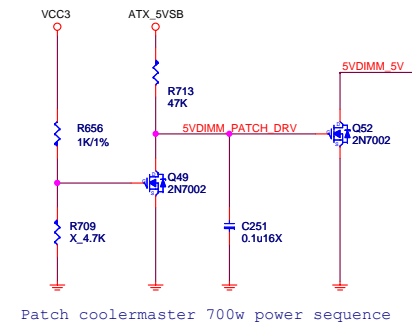 VCC3
ATX_5VSB
5VDIMM_5V
R713
47K
R656
1K/1%
5VDIMM_PATCH_DRV
Q52
2N7002
Q49
2N7002
R709
X_4.7K
C251
0.1u16X
Patch coolermaster 700w power sequence